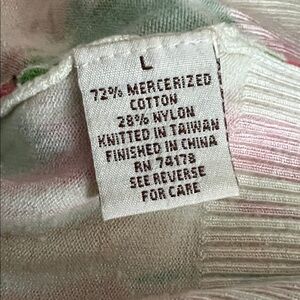 L
72% MERCERIZED
COTTON
28% NYLON
KNITTED IN TAIWAN
FINISHED IN CHINA
RN 74178
SEE REVERSE
FOR CARE